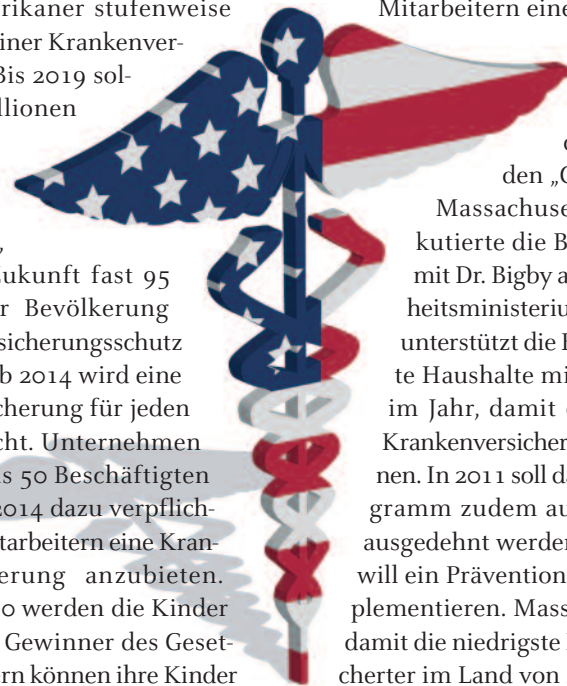 rikaner stufenweise
iner Krankenver-
Bis 2019 sol-
llionen
ukunft fast 95
r Bevölkerung
sicherungsschutz
b 2014 wird eine
cherung für jeden
cht. Unternehmen
s 50 Beschäftigten
2014 dazu verpflich-
tarbeitern eine Kran-
erung anzubieten.
0 werden die Kinder
Gewinner des Geset-
ern können ihre Kinder
Mitarbeitern eine
den „C
Massachuse
kutierte die B
mit Dr. Bigby a
heitsministeriu
unterstützt die H
te Haushalte mi
im Jahr, damit
Krankenversicher
nen. In 2011 soll da
gramm zudem au
ausgedehnt werde
will ein Prävention
plementieren. Mass
damit die niedrigste
cherter im Land von